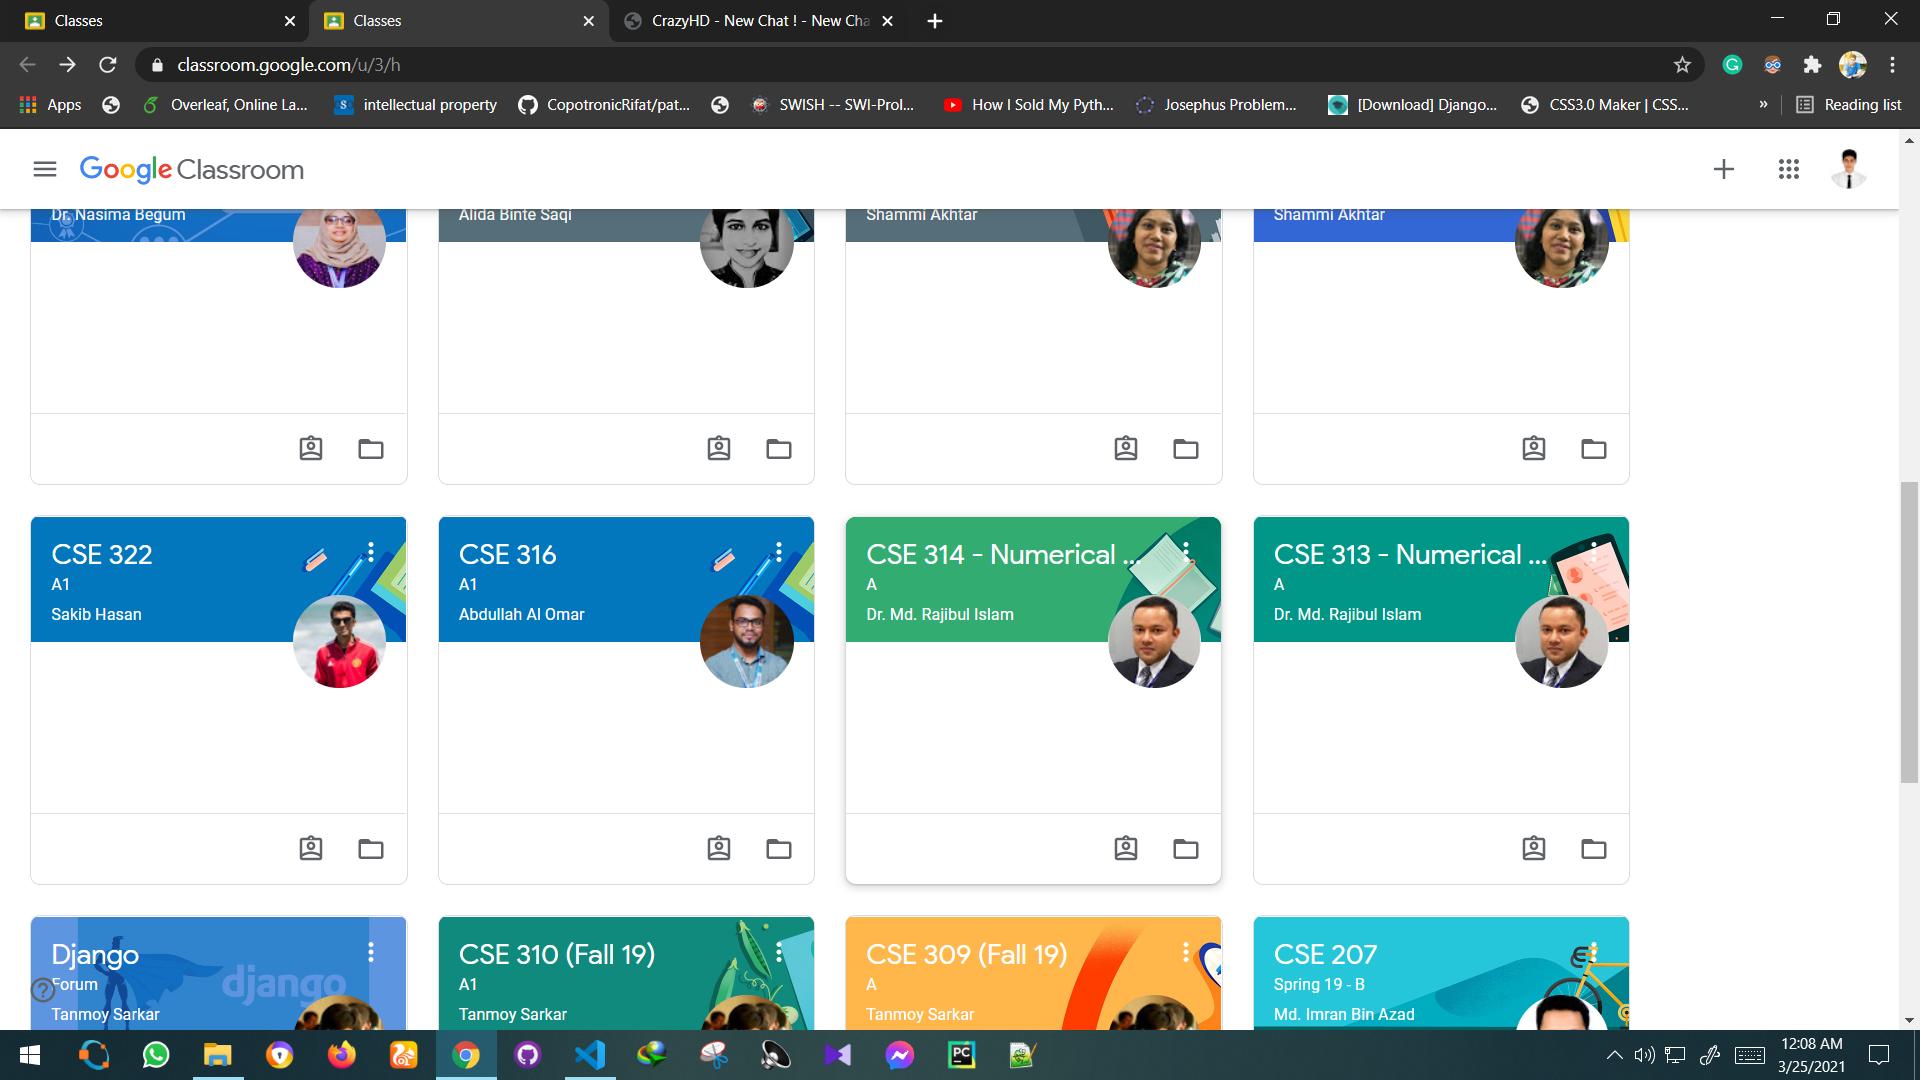 Classes
Classes
CrazyHD - New Chat ! - New Cha
classroom.google.com/u/3/h
Apps
Overleaf, Online La...
intellectual property
CopotronicRifat/pat...
SWISH -- SWI-Prol...
How I Sold My Pyth...
Josephus Problem...
[Download] Django...
CSS3.0 Maker | CSS...
»
Reading list
Google Classroom
Dr. Nasima Begum
Alida Binte Saqi
Shammi Akhtar
Shammi Akhtar
CSE 322
A1
Sakib Hasan
CSE 316
A1
Abdullah Al Omar
CSE 314 - Numerical ...
A
Dr. Md. Rajibul Islam
CSE 313 - Numerical ...
A
Dr. Md. Rajibul Islam
Django
Forum
Tanmoy Sarkar
django
CSE 310 (Fall 19)
A1
Tanmoy Sarkar
CSE 309 (Fall 19)
A
Tanmoy Sarkar
CSE 207
Spring 19 - B
Md. Imran Bin Azad
PC
12:08 AM
3/25/2021